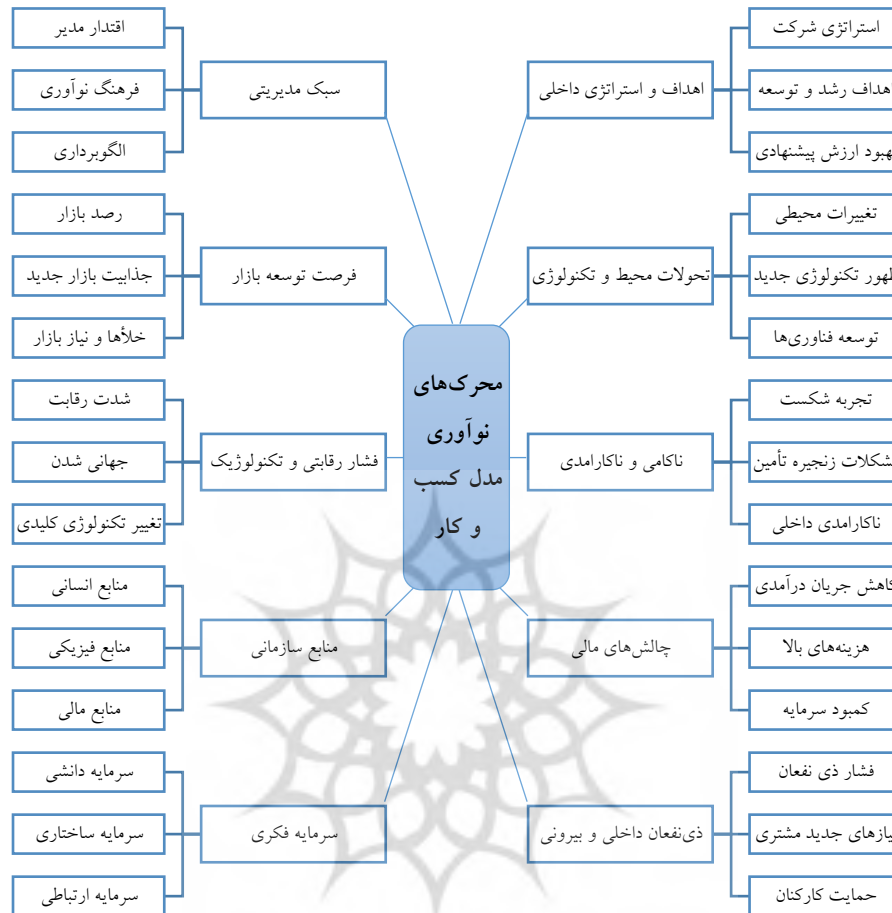 استراتژی شرکت
اهداف رشد و توسعه
بهبود ارزش پیشنهادی
اهداف و استراتژی داخلی
تغییرات محیطی
ظهور تکنولوژی جدید
توسعه فناوری‌ها
تحولات محیط و تکنولوژی
تجربه شکست
مشکلات زنجیره تأمین
ناکارامدی داخلی
ناکامی و ناکارامدی
کاهش جریان درآمدی
هزینه‌های بالا
کمبود سرمایه
چالش‌های مالی
فشار ذی نفعان
نیازهای جدید مشتری
حمایت کارکنان
ذی‌نفعان داخلی و بیرونی
محرک‌های
نوآوری
مدل کسب
و کار
سبک مدیریتی
اقتدار مدیر
فرهنگ نوآوری
الگوبرداری
فرصت توسعه بازار
رصد بازار
جذابیت بازار جدید
خلأها و نیاز بازار
فشار رقابتی و تکنولوژیک
شدت رقابت
جهانی شدن
تغییر تکنولوژی کلیدی
منابع سازمانی
منابع انسانی
منابع فیزیکی
منابع مالی
سرمایه فکری
سرمایه دانشی
سرمایه ساختاری
سرمایه ارتباطی